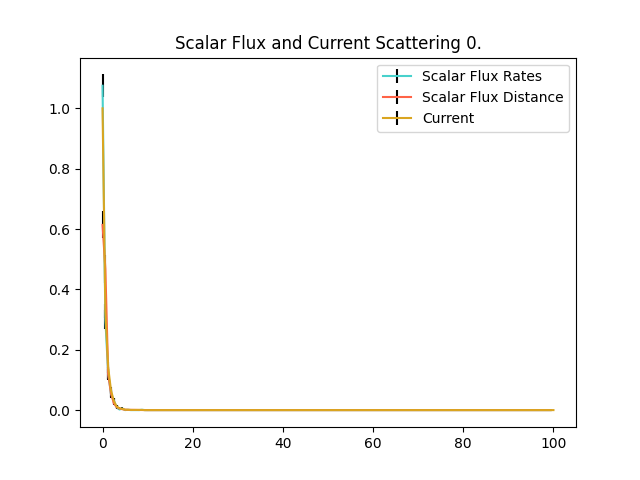 Scalar Flux and Current Scattering 0.
Scalar Flux Rates
Scalar Flux Distance
Current
1.0
0.8
0.6
0.4
0.2
0.0
0 20 40 60 80 100